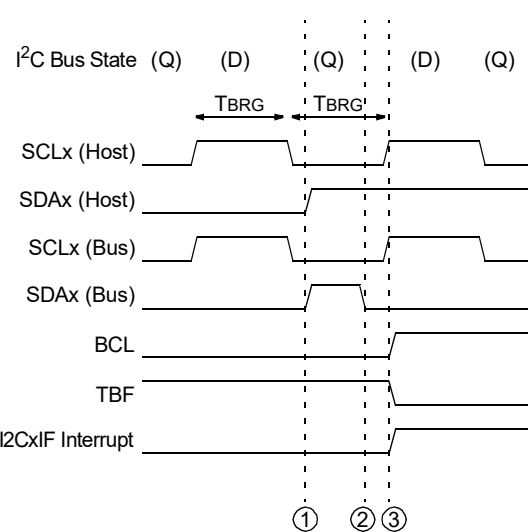 I²C Bus State (Q) (D) (Q) (D) (Q)
TBRG TBRG
SCLx (Host)
SDAx (Host)
SCLx (Bus)
SDAx (Bus)
BCL
TBF
I2CxIF Interrupt
① ② ③